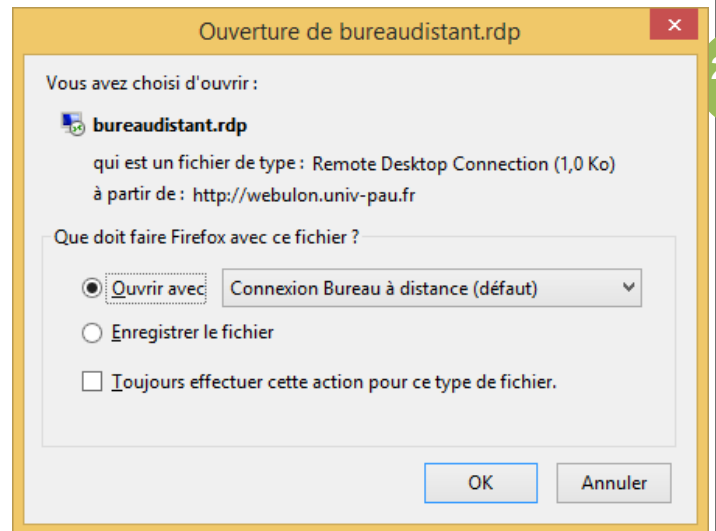 Ouverture de bureaudistant.rdp
Vous avez choisi d'ouvrir :
bureaudistant.rdp
qui est un fichier de type : Remote Desktop Connection (1,0 Ko)
à partir de : http://webulon.univ-pau.fr
Que doit faire Firefox avec ce fichier ?
Ouvrir avec Connexion Bureau à distance (défaut)
Enregistrer le fichier
Toujours effectuer cette action pour ce type de fichier.
OK Annuler